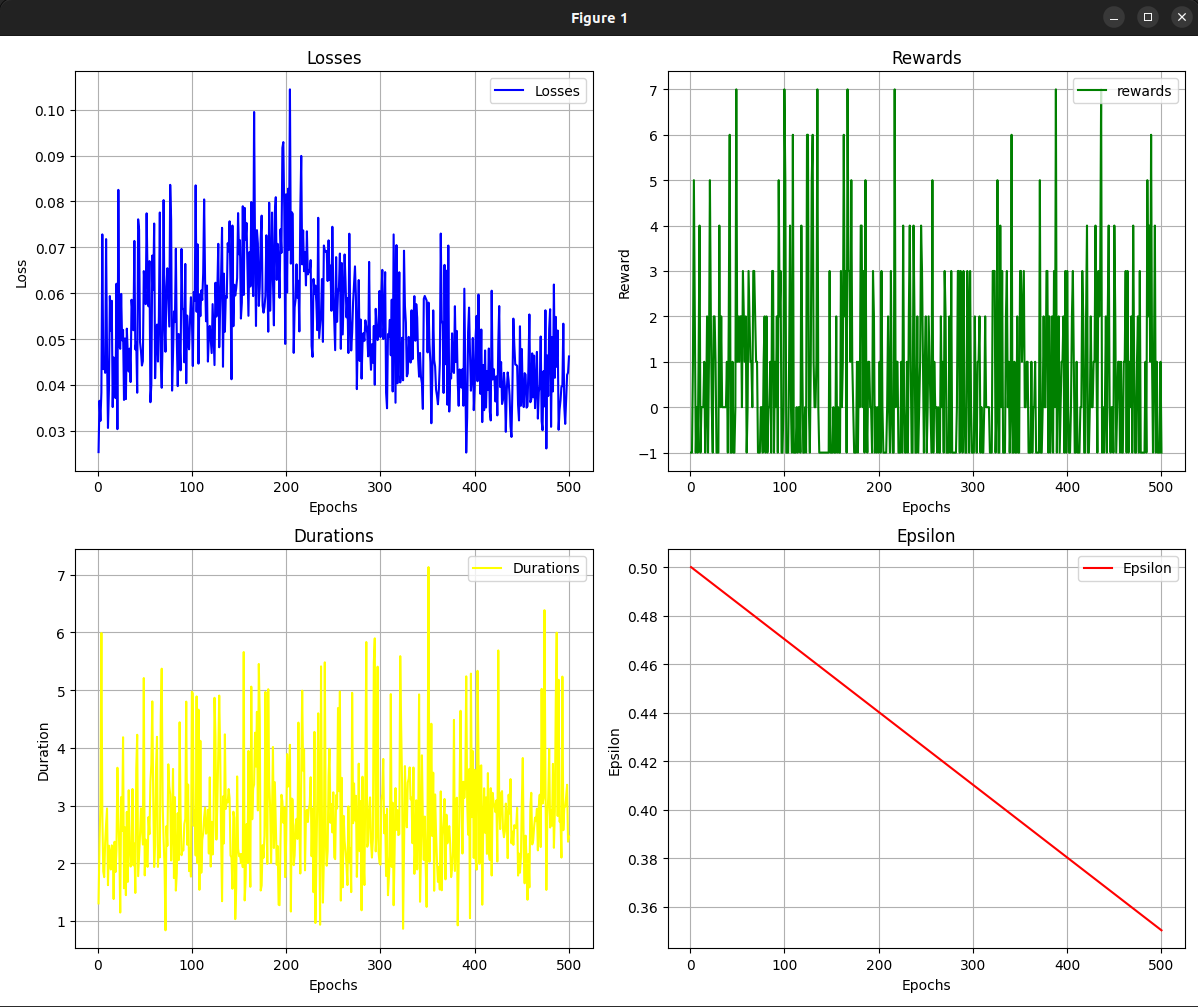 Figure 1
Losses
Losses
0.10
0.09
0.08
0.07
0.06
0.05
0.04
0.03
Loss
0 100 200 300 400 500
Epochs
Rewards
rewards
7
6
5
4
3
2
1
0
−1
Reward
0 100 200 300 400 500
Epochs
Durations
Durations
7
6
5
4
3
2
1
Duration
0 100 200 300 400 500
Epochs
Epsilon
Epsilon
0.50
0.48
0.46
0.44
0.42
0.40
0.38
0.36
Epsilon
0 100 200 300 400 500
Epochs